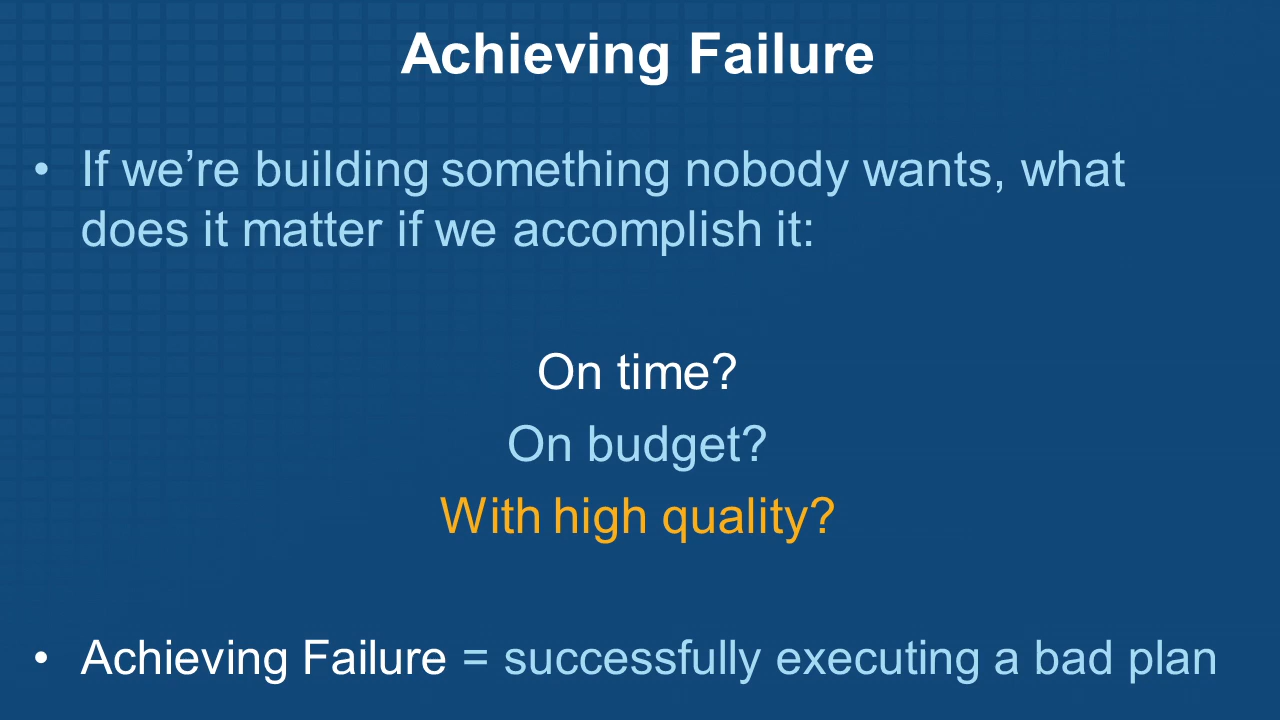 Achieving Failure
• If we’re building something nobody wants, what
does it matter if we accomplish it:
On time?
On budget?
With high quality?
• Achieving Failure = successfully executing a bad plan